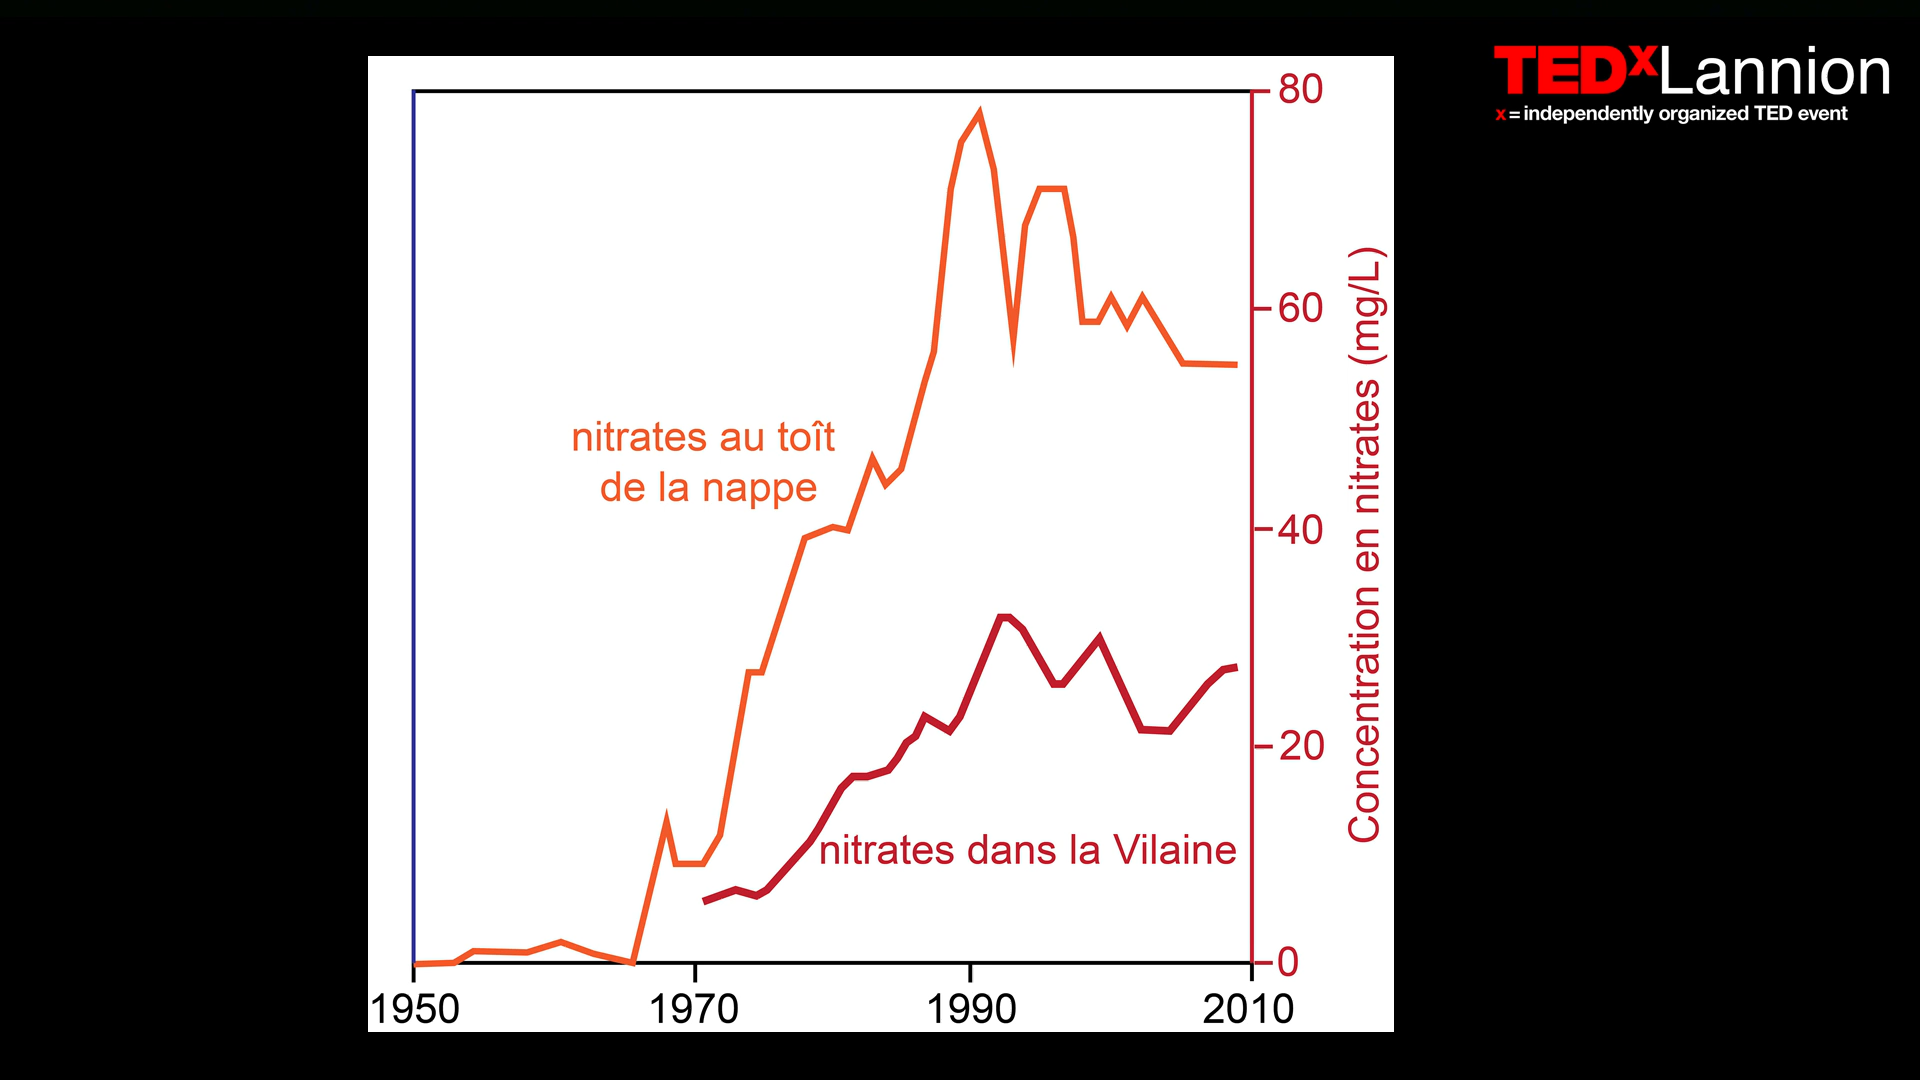 TEDxLannion
x = independently organized TED event
80
60
40
20
0
Concentration en nitrates (mg/L)
nitrates au toît
de la nappe
nitrates dans la Vilaine
1950
1970
1990
2010